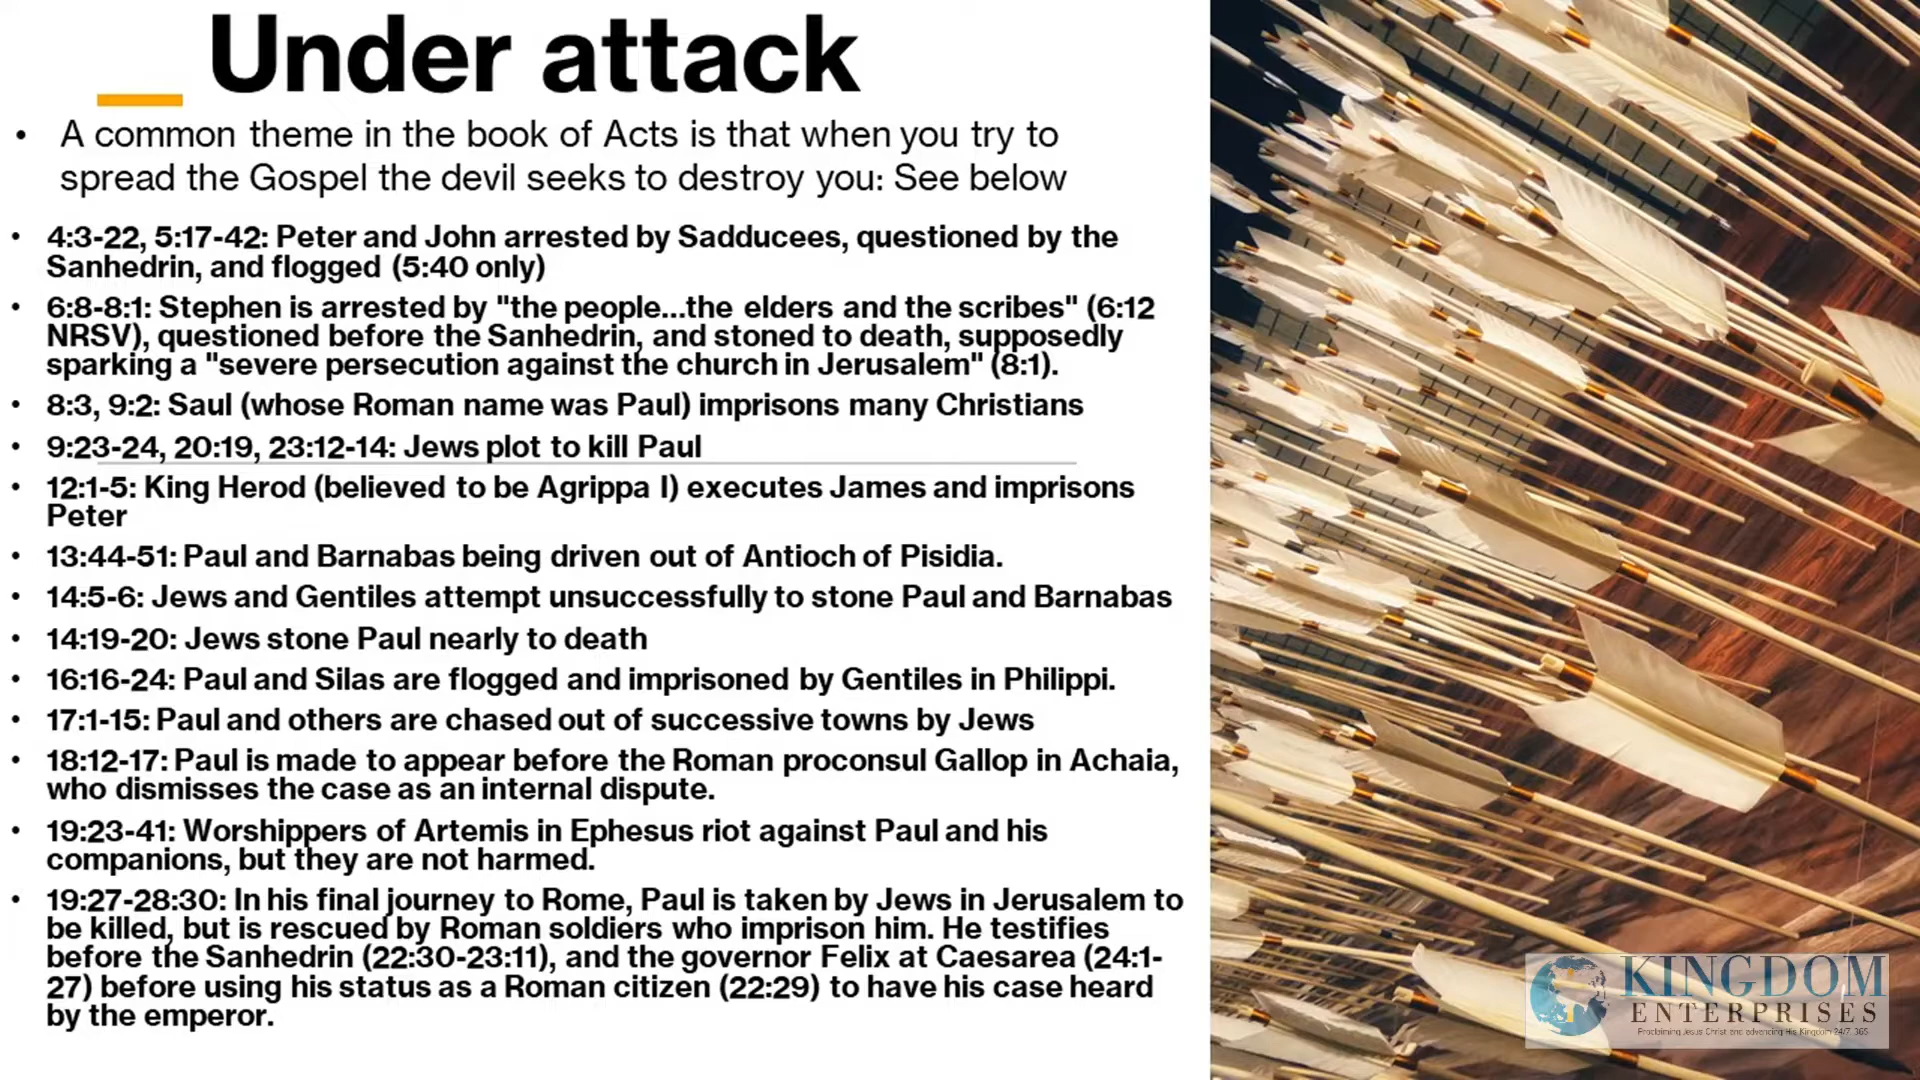 Under attack
• A common theme in the book of Acts is that when you try to
spread the Gospel the devil seeks to destroy you: See below
• 4:3-22, 5:17-42: Peter and John arrested by Sadducees, questioned by the
Sanhedrin, and flogged (5:40 only)
• 6:8-8:1: Stephen is arrested by "the people...the elders and the scribes" (6:12
NRSV), questioned before the Sanhedrin, and stoned to death, supposedly
sparking a "severe persecution against the church in Jerusalem" (8:1).
• 8:3, 9:2: Saul (whose Roman name was Paul) imprisons many Christians
• 9:23-24, 20:19, 23:12-14: Jews plot to kill Paul
• 12:1-5: King Herod (believed to be Agrippa I) executes James and imprisons
Peter
• 13:44-51: Paul and Barnabas being driven out of Antioch of Pisidia.
• 14:5-6: Jews and Gentiles attempt unsuccessfully to stone Paul and Barnabas
• 14:19-20: Jews stone Paul nearly to death
• 16:16-24: Paul and Silas are flogged and imprisoned by Gentiles in Philippi.
• 17:1-15: Paul and others are chased out of successive towns by Jews
• 18:12-17: Paul is made to appear before the Roman proconsul Gallop in Achaia,
who dismisses the case as an internal dispute.
• 19:23-41: Worshippers of Artemis in Ephesus riot against Paul and his
companions, but they are not harmed.
• 19:27-28:30: In his final journey to Rome, Paul is taken by Jews in Jerusalem to
be killed, but is rescued by Roman soldiers who imprison him. He testifies
before the Sanhedrin (22:30-23:11), and the governor Felix at Caesarea (24:1-
27) before using his status as a Roman citizen (22:29) to have his case heard
by the emperor.
KINGDOM
ENTERPRISES
Proclaiming Jesus Christ and advancing His Kingdom 24/7, 365